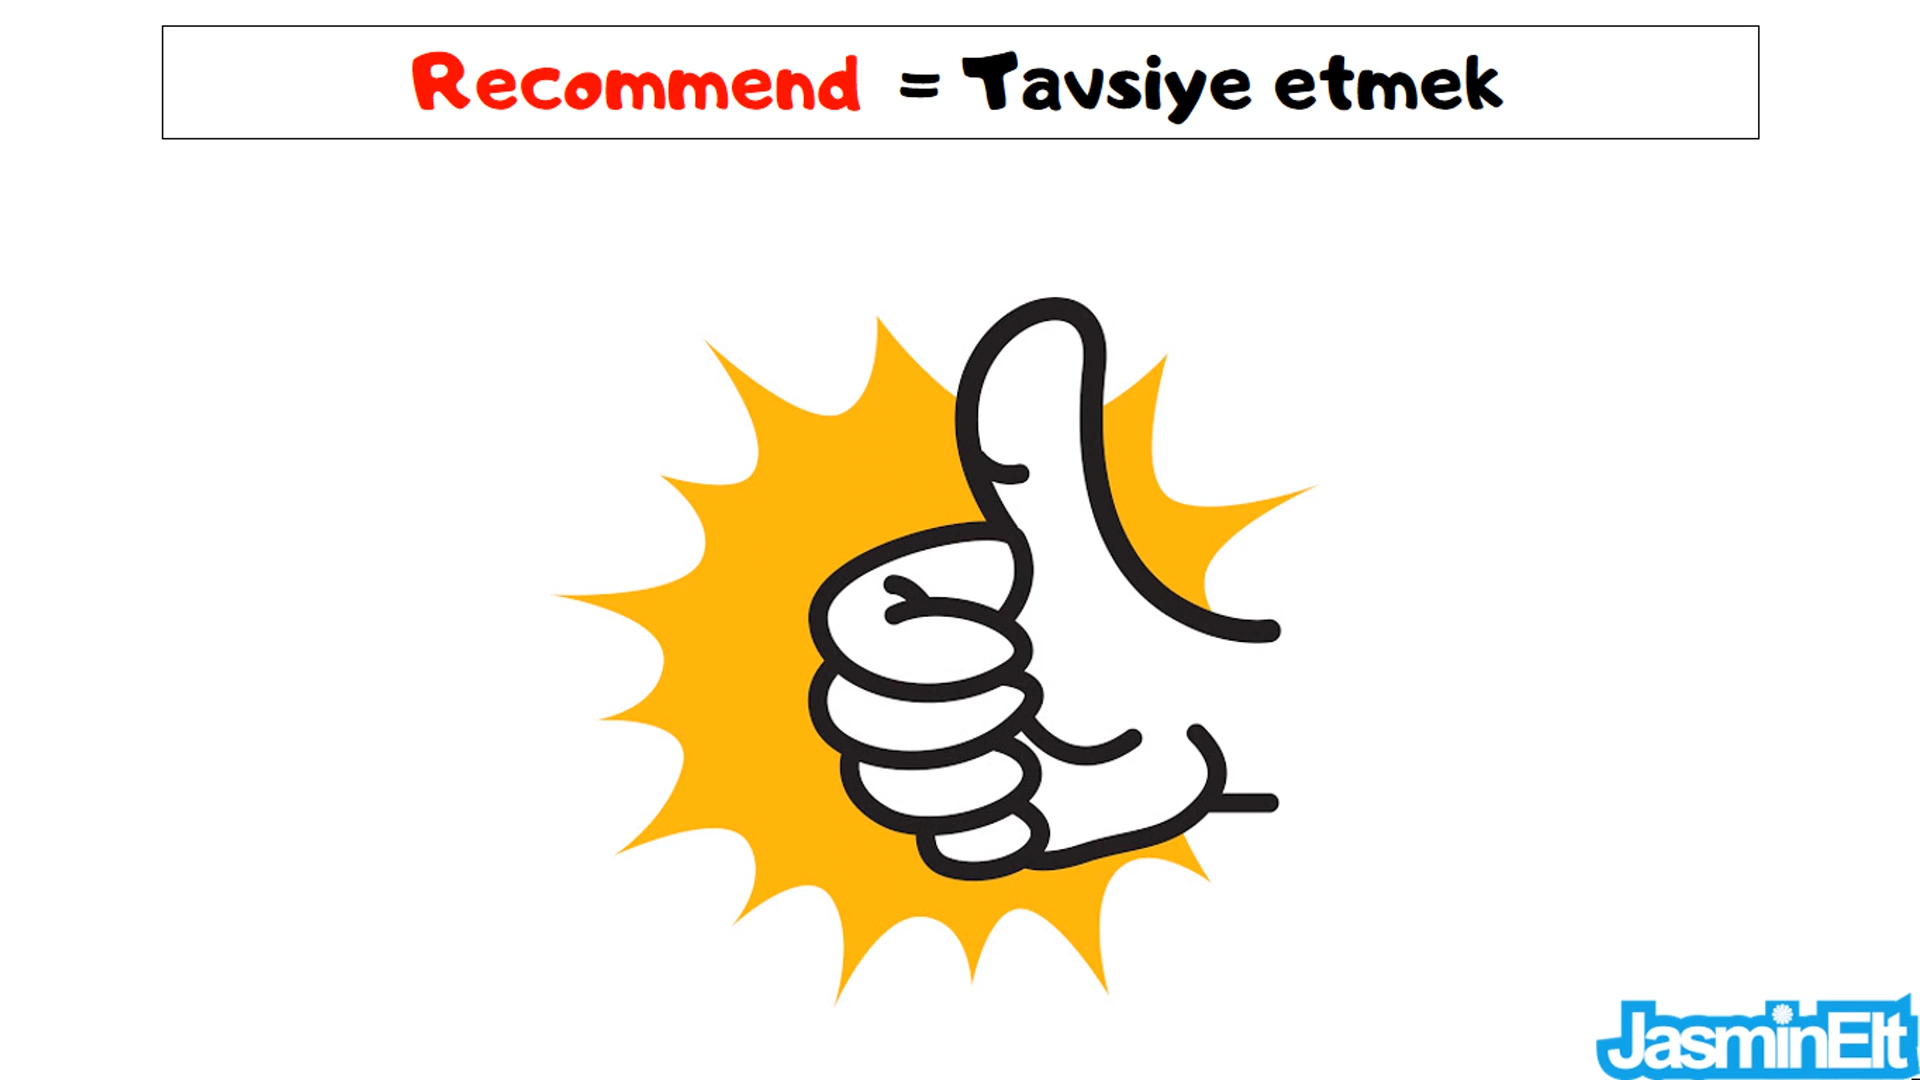 Recommend = Tavsiye etmek
JasminElt